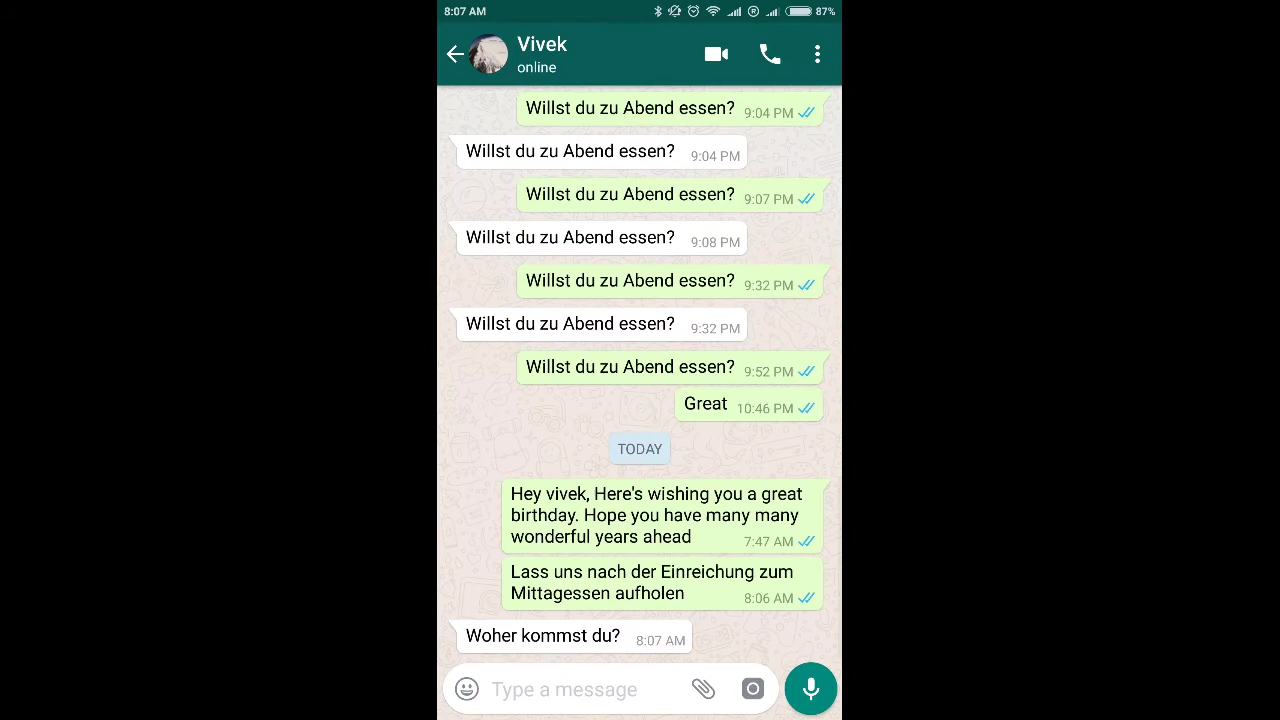 8:07 AM 87%
Vivek
online
Willst du zu Abend essen? 9:04 PM
Willst du zu Abend essen? 9:04 PM
Willst du zu Abend essen? 9:07 PM
Willst du zu Abend essen? 9:08 PM
Willst du zu Abend essen? 9:32 PM
Willst du zu Abend essen? 9:32 PM
Willst du zu Abend essen? 9:52 PM
Great 10:46 PM
TODAY
Hey vivek, Here's wishing you a great
birthday. Hope you have many many
wonderful years ahead 7:47 AM
Lass uns nach der Einreichung zum
Mittagessen aufholen 8:06 AM
Woher kommst du? 8:07 AM
Type a message